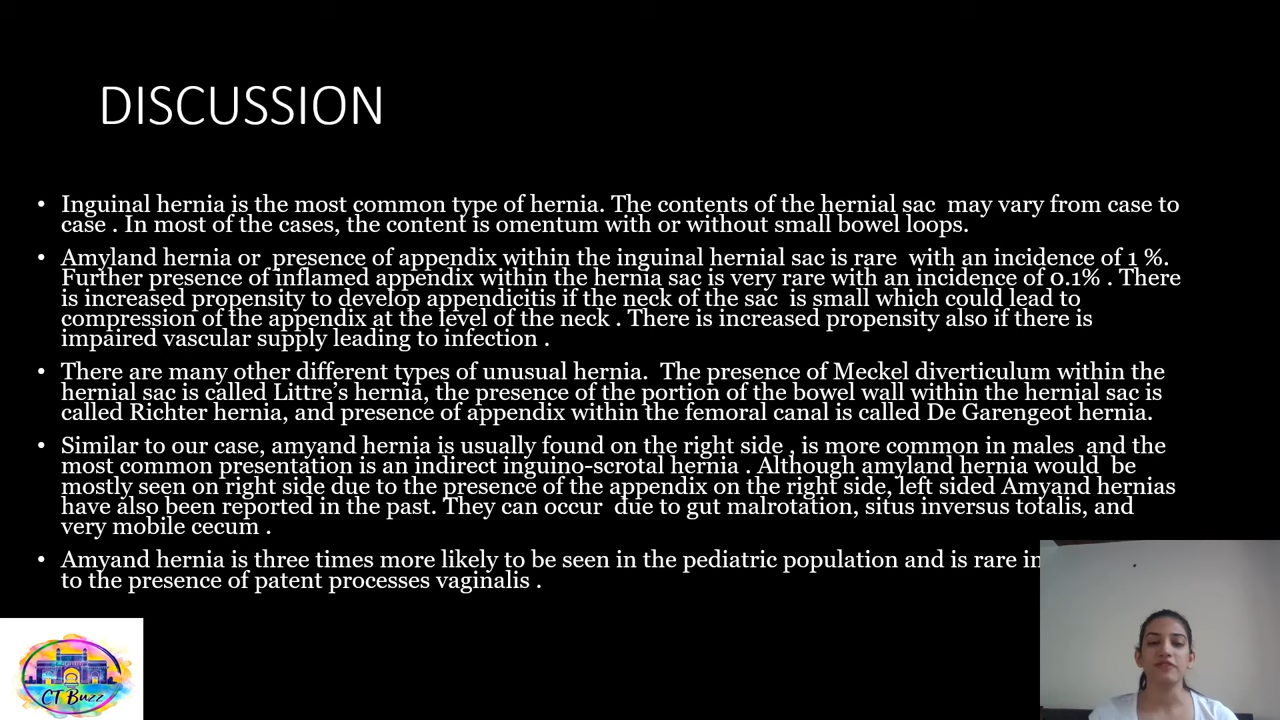 DISCUSSION
• Inguinal hernia is the most common type of hernia. The contents of the hernial sac  may vary from case to
case . In most of the cases, the content is omentum with or without small bowel loops.
• Amyland hernia or  presence of appendix within the inguinal hernial sac is rare  with an incidence of 1 %.
Further presence of inflamed appendix within the hernia sac is very rare with an incidence of 0.1% . There
is increased propensity to develop appendicitis if the neck of the sac  is small which could lead to
compression of the appendix at the level of the neck . There is increased propensity also if there is
impaired vascular supply leading to infection .
• There are many other different types of unusual hernia.  The presence of Meckel diverticulum within the
hernial sac is called Littre’s hernia, the presence of the portion of the bowel wall within the hernial sac is
called Richter hernia, and presence of appendix within the femoral canal is called De Garengeot hernia.
• Similar to our case, amyand hernia is usually found on the right side , is more common in males  and the
most common presentation is an indirect inguino-scrotal hernia . Although amyland hernia would  be
mostly seen on right side due to the presence of the appendix on the right side, left sided Amyand hernias
have also been reported in the past. They can occur  due to gut malrotation, situs inversus totalis, and
very mobile cecum .
• Amyand hernia is three times more likely to be seen in the pediatric population and is rare in
to the presence of patent processes vaginalis .
CT Buzz